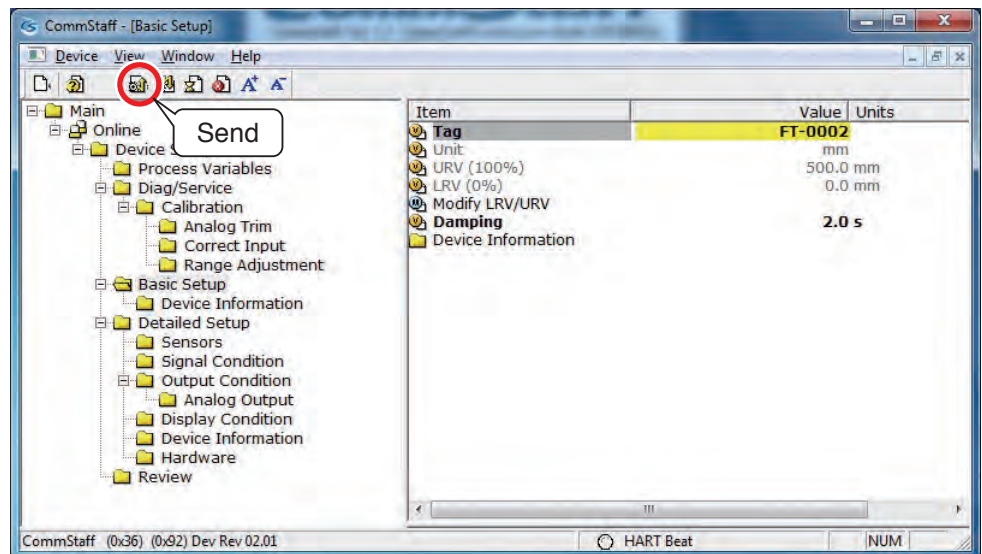 CommStaff - [Basic Setup]
Device View Window Help
Send
Main
Online
Device S
Process Variables
Diag/Service
Calibration
Analog Trim
Correct Input
Range Adjustment
Basic Setup
Device Information
Detailed Setup
Sensors
Signal Condition
Output Condition
Analog Output
Display Condition
Device Information
Hardware
Review
Item Value Units
Tag FT-0002
Unit mm
URV (100%) 500.0 mm
LRV (0%) 0.0 mm
Modify LRV/URV
Damping 2.0 s
Device Information
CommStaff (0x36) (0x92) Dev Rev 02.01 HART Beat NUM